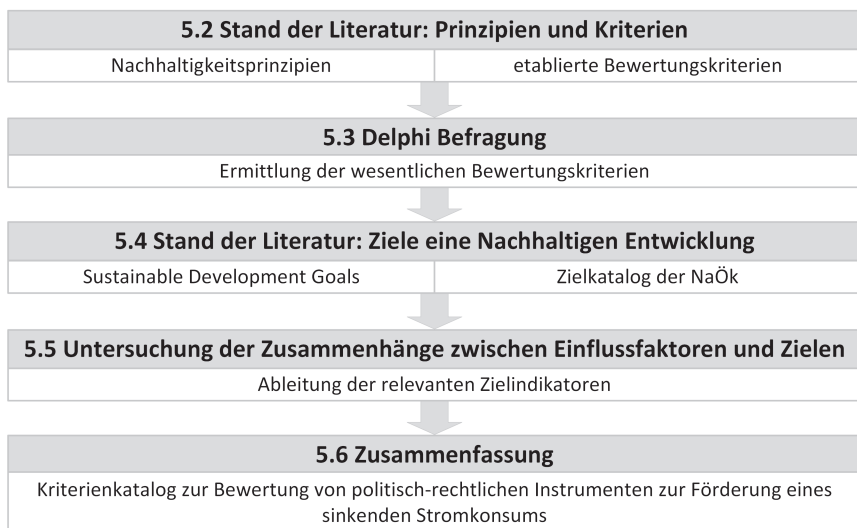 5.2 Stand der Literatur: Prinzipien und Kriterien
Nachhaltigkeitsprinzipien
etablierte Bewertungskriterien
5.3 Delphi Befragung
Ermittlung der wesentlichen Bewertungskriterien
5.4 Stand der Literatur: Ziele eine Nachhaltigen Entwicklung
Sustainable Development Goals
Zielkatalog der NaÖk
5.5 Untersuchung der Zusammenhänge zwischen Einflussfaktoren und Zielen
Ableitung der relevanten Zielindikatoren
5.6 Zusammenfassung
Kriterienkatalog zur Bewertung von politisch-rechtlichen Instrumenten zur Förderung eines
sinkenden Stromkonsums